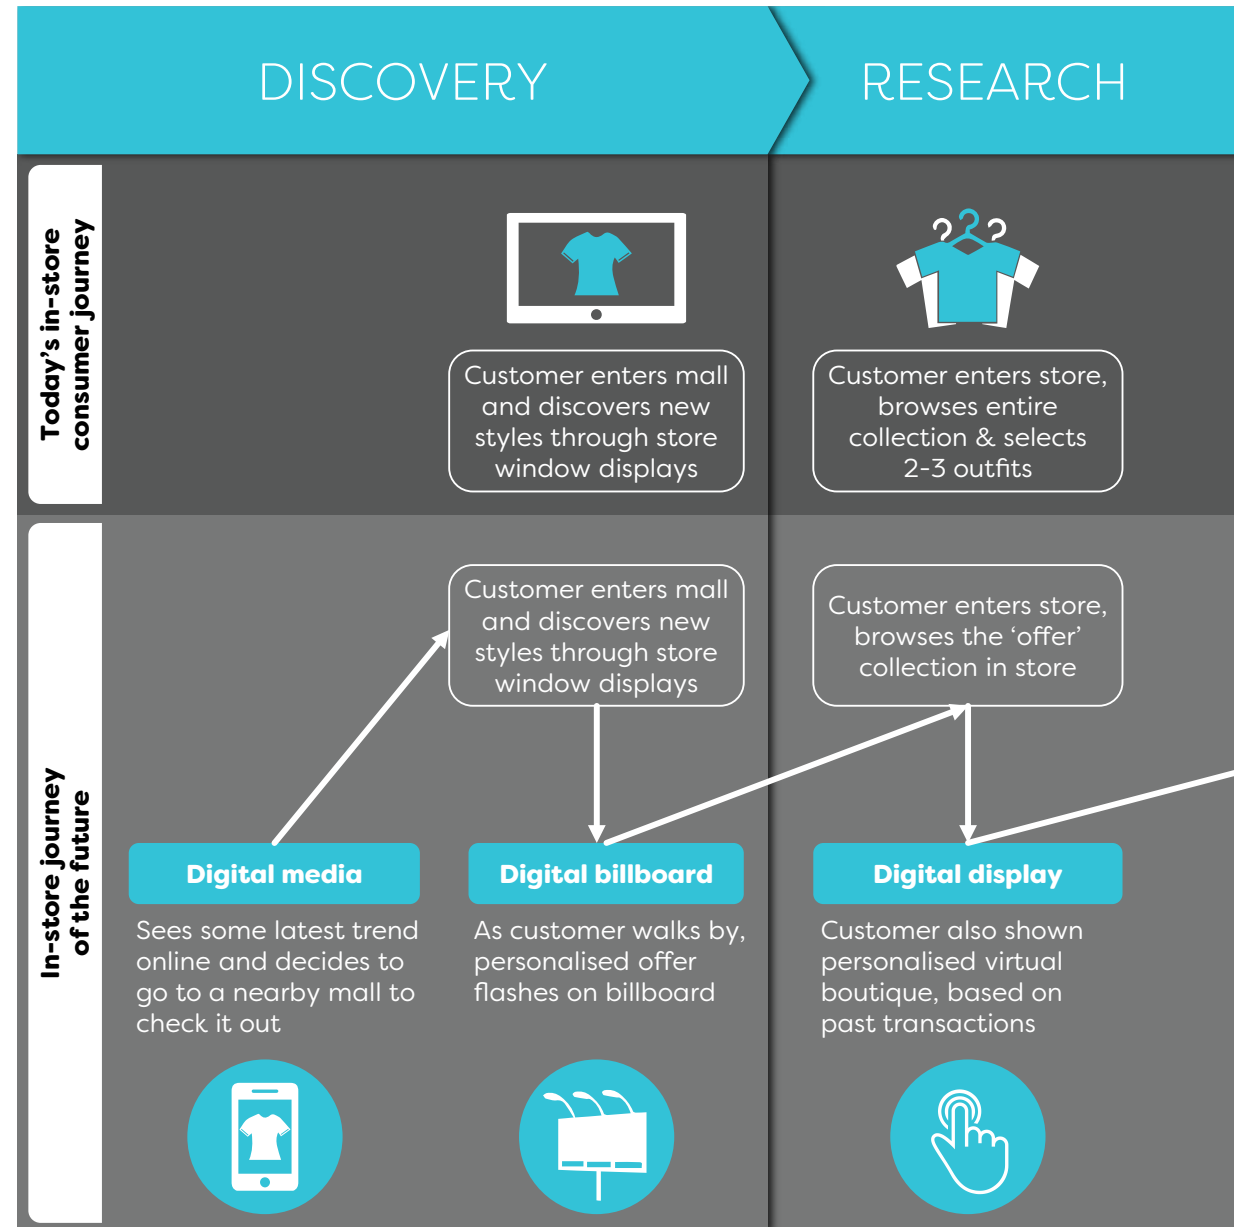 DISCOVERY
RESEARCH
Today’s in-store
consumer journey
Customer enters mall
and discovers new
styles through store
window displays
Customer enters store,
browses entire
collection & selects
2-3 outfits
In-store journey
of the future
Customer enters mall
and discovers new
styles through store
window displays
Customer enters store,
browses the ‘offer’
collection in store
Digital media
Sees some latest trend
online and decides to
go to a nearby mall to
check it out
Digital billboard
As customer walks by,
personalised offer
flashes on billboard
Digital display
Customer also shown
personalised virtual
boutique, based on
past transactions